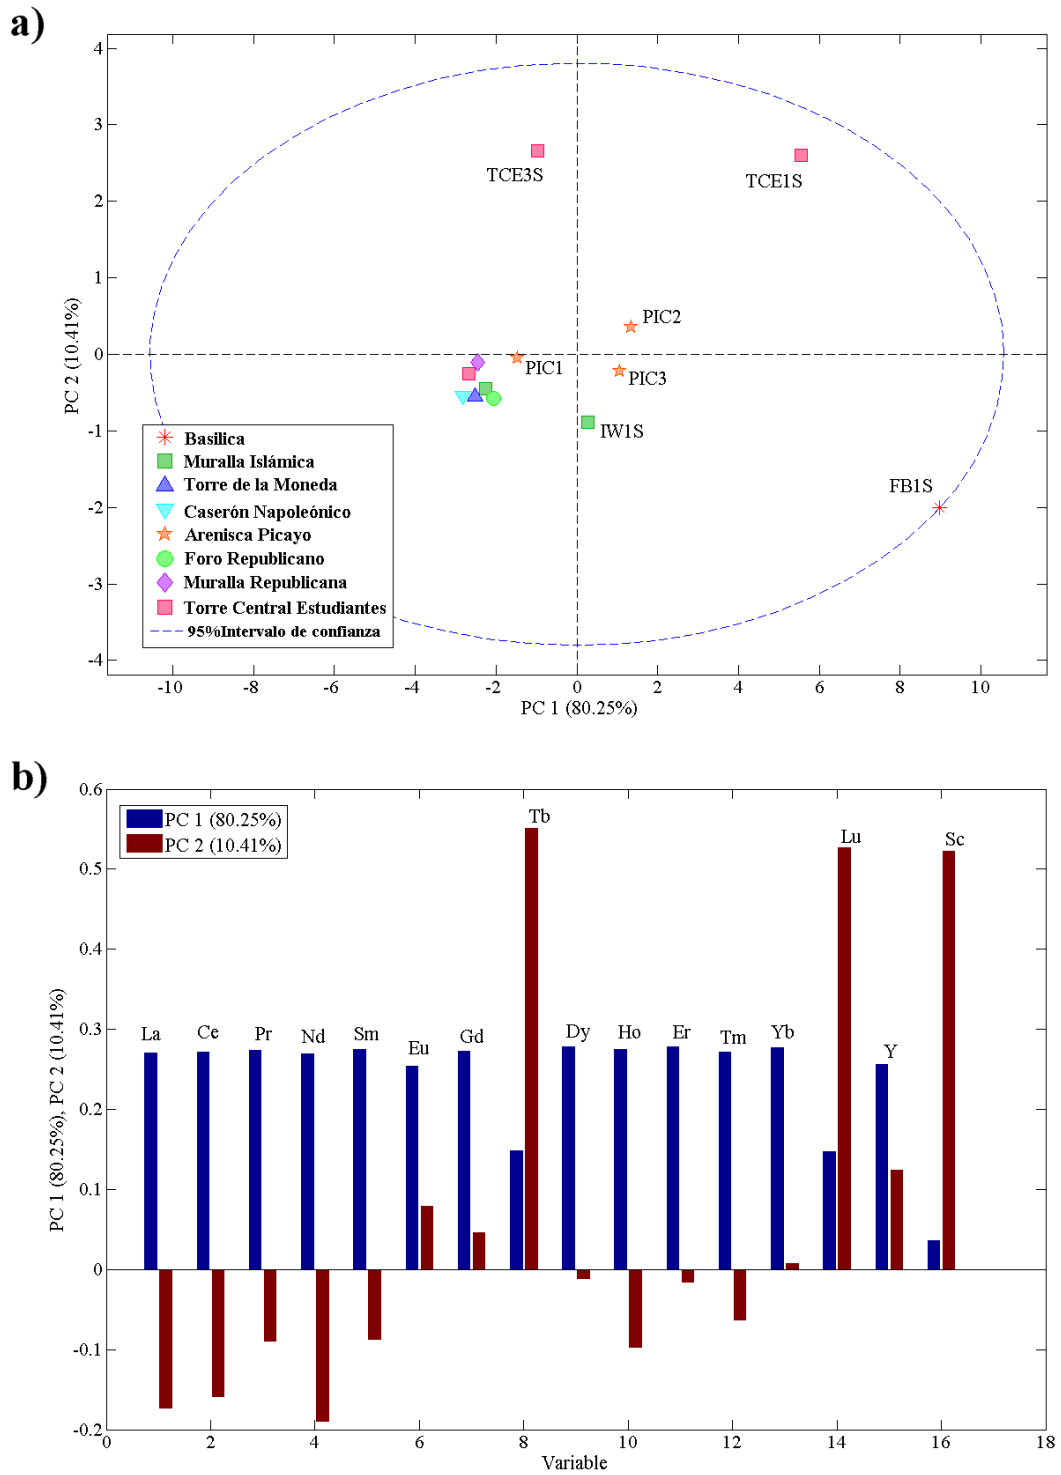 a)
4
3
2
1
0
-1
-2
-3
-4
PC 2 (10.41%)
TCE3S
TCE1S
PIC2
PIC1
PIC3
IW1S
FB1S
Basilica
Muralla Islámica
Torre de la Moneda
Caserón Napoleónico
Arenisca Picayo
Foro Republicano
Muralla Republicana
Torre Central Estudiantes
95%Intervalo de confianza
-10 -8 -6 -4 -2 0 2 4 6 8 10
PC 1 (80.25%)
b)
0.6
0.5
0.4
0.3
0.2
0.1
0
-0.1
-0.2
PC 1 (80.25%), PC 2 (10.41%)
PC 1 (80.25%)
PC 2 (10.41%)
La Ce Pr Nd Sm Eu Gd Tb Dy Ho Er Tm Yb Lu Y Sc
0 2 4 6 8 10 12 14 16 18
Variable